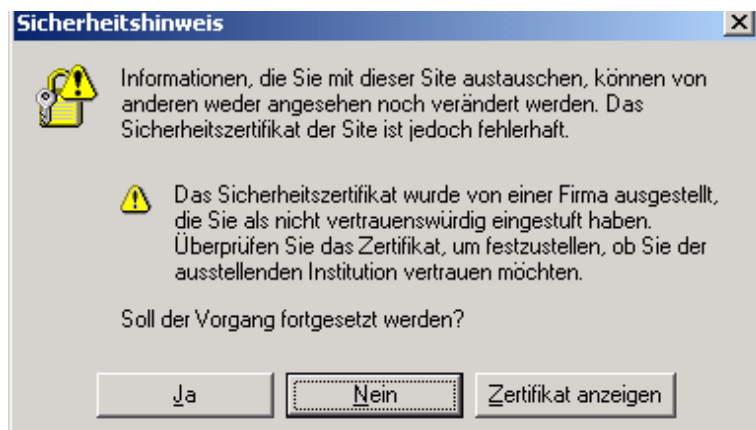 Sicherheitshinweis
Informationen, die Sie mit dieser Site austauschen, können von
anderen weder angesehen noch verändert werden. Das
Sicherheitszertifikat der Site ist jedoch fehlerhaft.
Das Sicherheitszertifikat wurde von einer Firma ausgestellt,
die Sie als nicht vertrauenswürdig eingestuft haben.
Überprüfen Sie das Zertifikat, um festzustellen, ob Sie der
ausstellenden Institution vertrauen möchten.
Soll der Vorgang fortgesetzt werden?
Ja Nein Zertifikat anzeigen